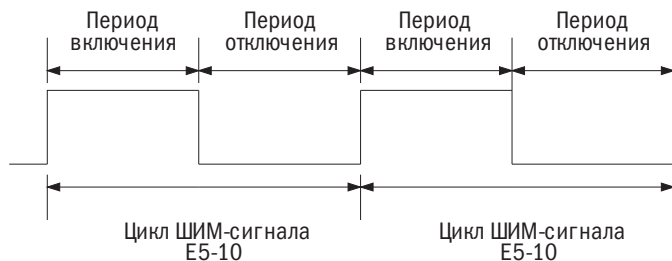 Период
включения
Период
отключения
Период
включения
Период
отключения
Цикл ШИМ-сигнала
E5-10
Цикл ШИМ-сигнала
E5-10